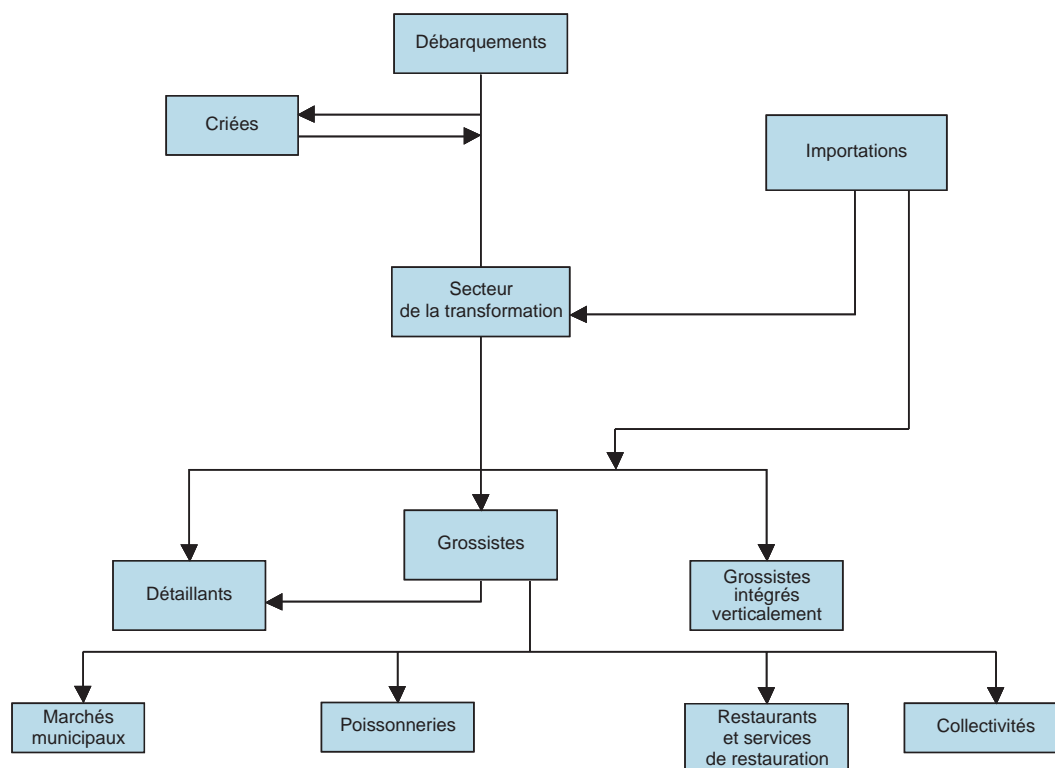 Débarquements
Criées
Importations
Secteur
de la transformation
Grossistes
Détaillants
Grossistes
intégrés
verticalement
Marchés
municipaux
Poissonneries
Restaurants
et services
de restauration
Collectivités